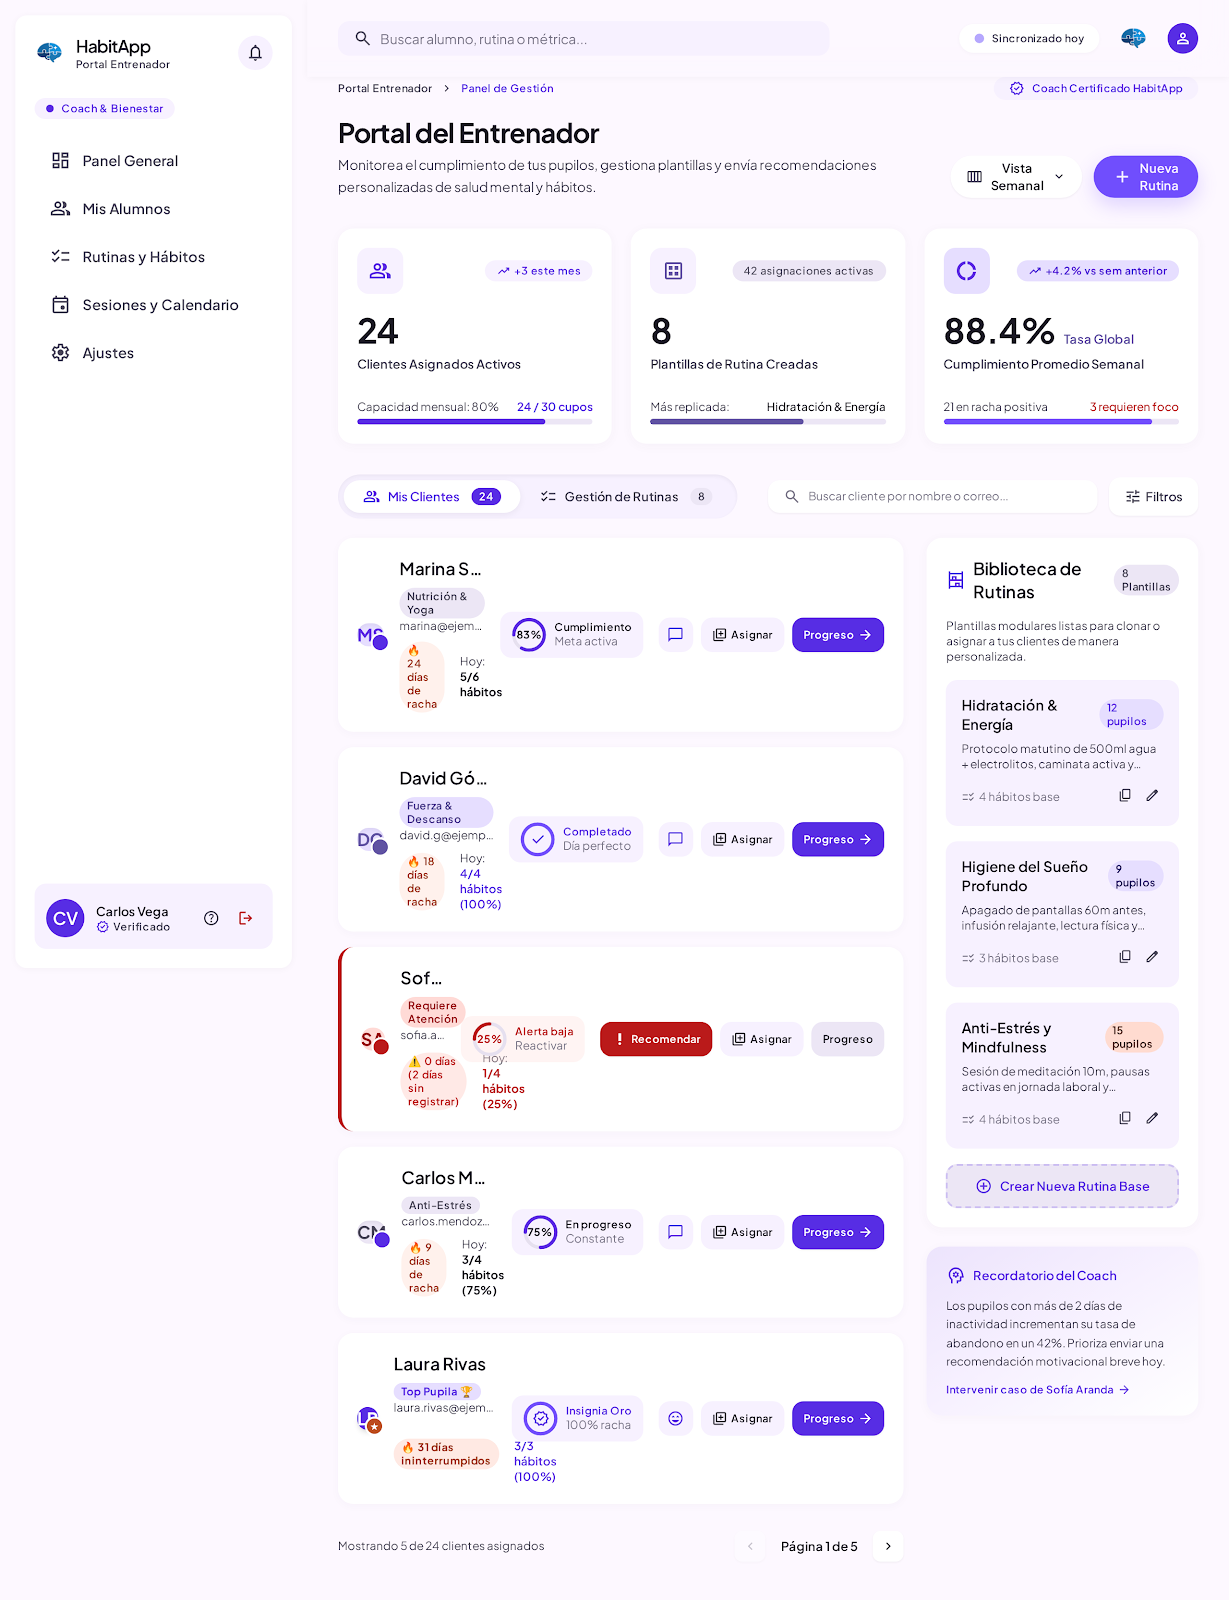 HabitApp
Portal Entrenador
Coach & Bienestar
Panel General
Mis Alumnos
Rutinas y Hábitos
Sesiones y Calendario
Ajustes
CV
Carlos Vega
Verificado
Buscar alumno, rutina o métrica...
Sincronizado hoy
Portal Entrenador
Panel de Gestión
Coach Certificado HabitApp
Portal del Entrenador
Monitorea el cumplimiento de tus pupilos, gestiona plantillas y envía recomendaciones
personalizadas de salud mental y hábitos.
Vista
Semanal
Nueva
Rutina
+3 este mes
24
Clientes Asignados Activos
Capacidad mensual: 80%
24 / 30 cupos
42 asignaciones activas
8
Plantillas de Rutina Creadas
Más replicada:
Hidratación & Energía
+4.2% vs sem anterior
88.4% Tasa Global
Cumplimiento Promedio Semanal
21 en racha positiva
3 requieren foco
Mis Clientes 24
Gestión de Rutinas 8
Buscar cliente por nombre o correo...
Filtros
Marina S...
Nutrición &
Yoga
marina@ejem...
🔥
24
días
de
racha
Hoy:
5/6
hábitos
83%
Cumplimiento
Meta activa
Asignar
Progreso
David Gó...
Fuerza &
Descanso
david.g@ejemp...
🔥 18
días
de
racha
Hoy:
4/4
hábitos
(100%)
Completado
Día perfecto
Asignar
Progreso
Sof...
Requiere
Atención
sofia.a...
⚠️ 0 días
(2 días
sin
registrar)
Hoy:
1/4
hábitos
(25%)
25%
Alerta baja
Reactivar
Recomendar
Asignar
Progreso
Carlos M...
Anti-Estrés
carlos.mendoz...
🔥 9
días
de
racha
Hoy:
3/4
hábitos
(75%)
75%
En progreso
Constante
Asignar
Progreso
Laura Rivas
Top Pupila 🏆
laura.rivas@ejem...
🔥 31 días
ininterrumpidos
3/3
hábitos
(100%)
Insignia Oro
100% racha
Asignar
Progreso
Mostrando 5 de 24 clientes asignados
Página 1 de 5
Biblioteca de
Rutinas
8
Plantillas
Plantillas modulares listas para clonar o
asignar a tus clientes de manera
personalizada.
Hidratación &
Energía
12
pupilos
Protocolo matutino de 500ml agua
+ electrolitos, caminata activa y...
4 hábitos base
Higiene del Sueño
Profundo
9
pupilos
Apagado de pantallas 60m antes,
infusión relajante, lectura física y...
3 hábitos base
Anti-Estrés y
Mindfulness
15
pupilos
Sesión de meditación 10m, pausas
activas en jornada laboral y...
4 hábitos base
Crear Nueva Rutina Base
Recordatorio del Coach
Los pupilos con más de 2 días de
inactividad incrementan su tasa de
abandono en un 42%. Prioriza enviar una
recomendación motivacional breve hoy.
Intervenir caso de Sofía Aranda